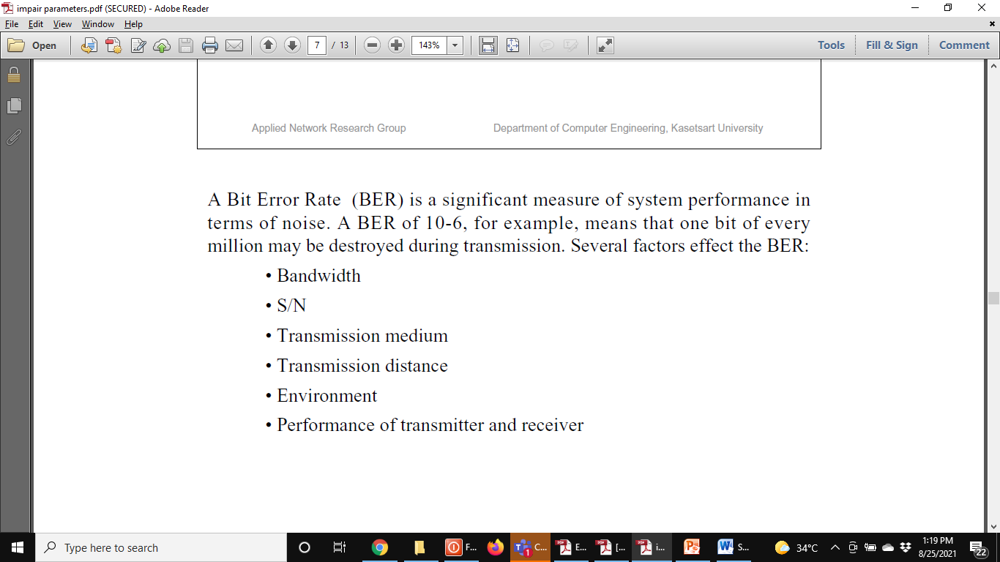 impair parameters.pdf (SECURED) - Adobe Reader
File Edit View Window Help
Open 7 / 13 143% Tools Fill & Sign Comment
Applied Network Research Group Department of Computer Engineering, Kasetsart University
A Bit Error Rate (BER) is a significant measure of system performance in
terms of noise. A BER of 10-6, for example, means that one bit of every
million may be destroyed during transmission. Several factors effect the BER:
• Bandwidth
• S/N
• Transmission medium
• Transmission distance
• Environment
• Performance of transmitter and receiver
Type here to search F... C... E... [... i... S... 34°C 1:19 PM
8/25/2021 22